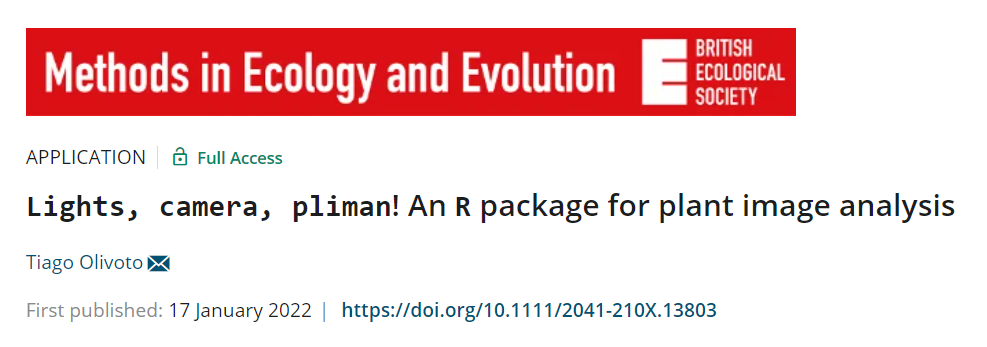 Methods in Ecology and Evolution
BRITISH
ECOLOGICAL
SOCIETY
APPLICATION | Full Access
Lights, camera, pliman! An R package for plant image analysis
Tiago Olivoto
First published: 17 January 2022 | https://doi.org/10.1111/2041-210X.13803